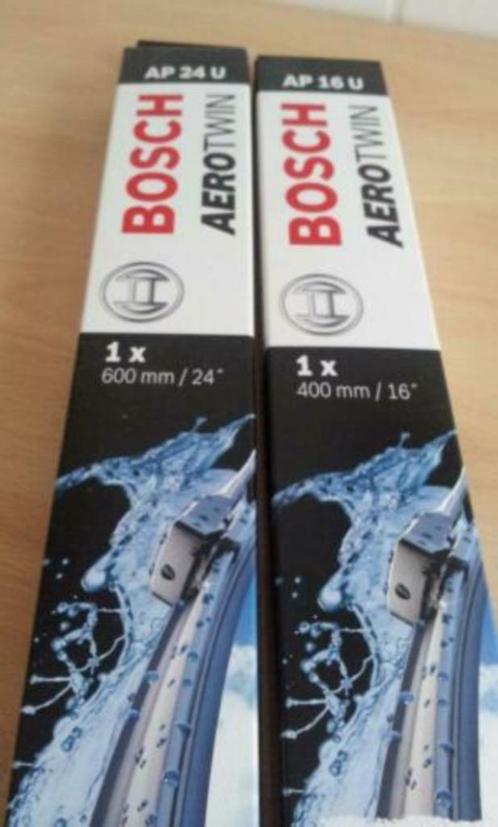 AP 24 U
BOSCH
AEROTWIN
1 x
600 mm / 24"
AP 16 U
BOSCH
AEROTWIN
1 x
400 mm / 16"